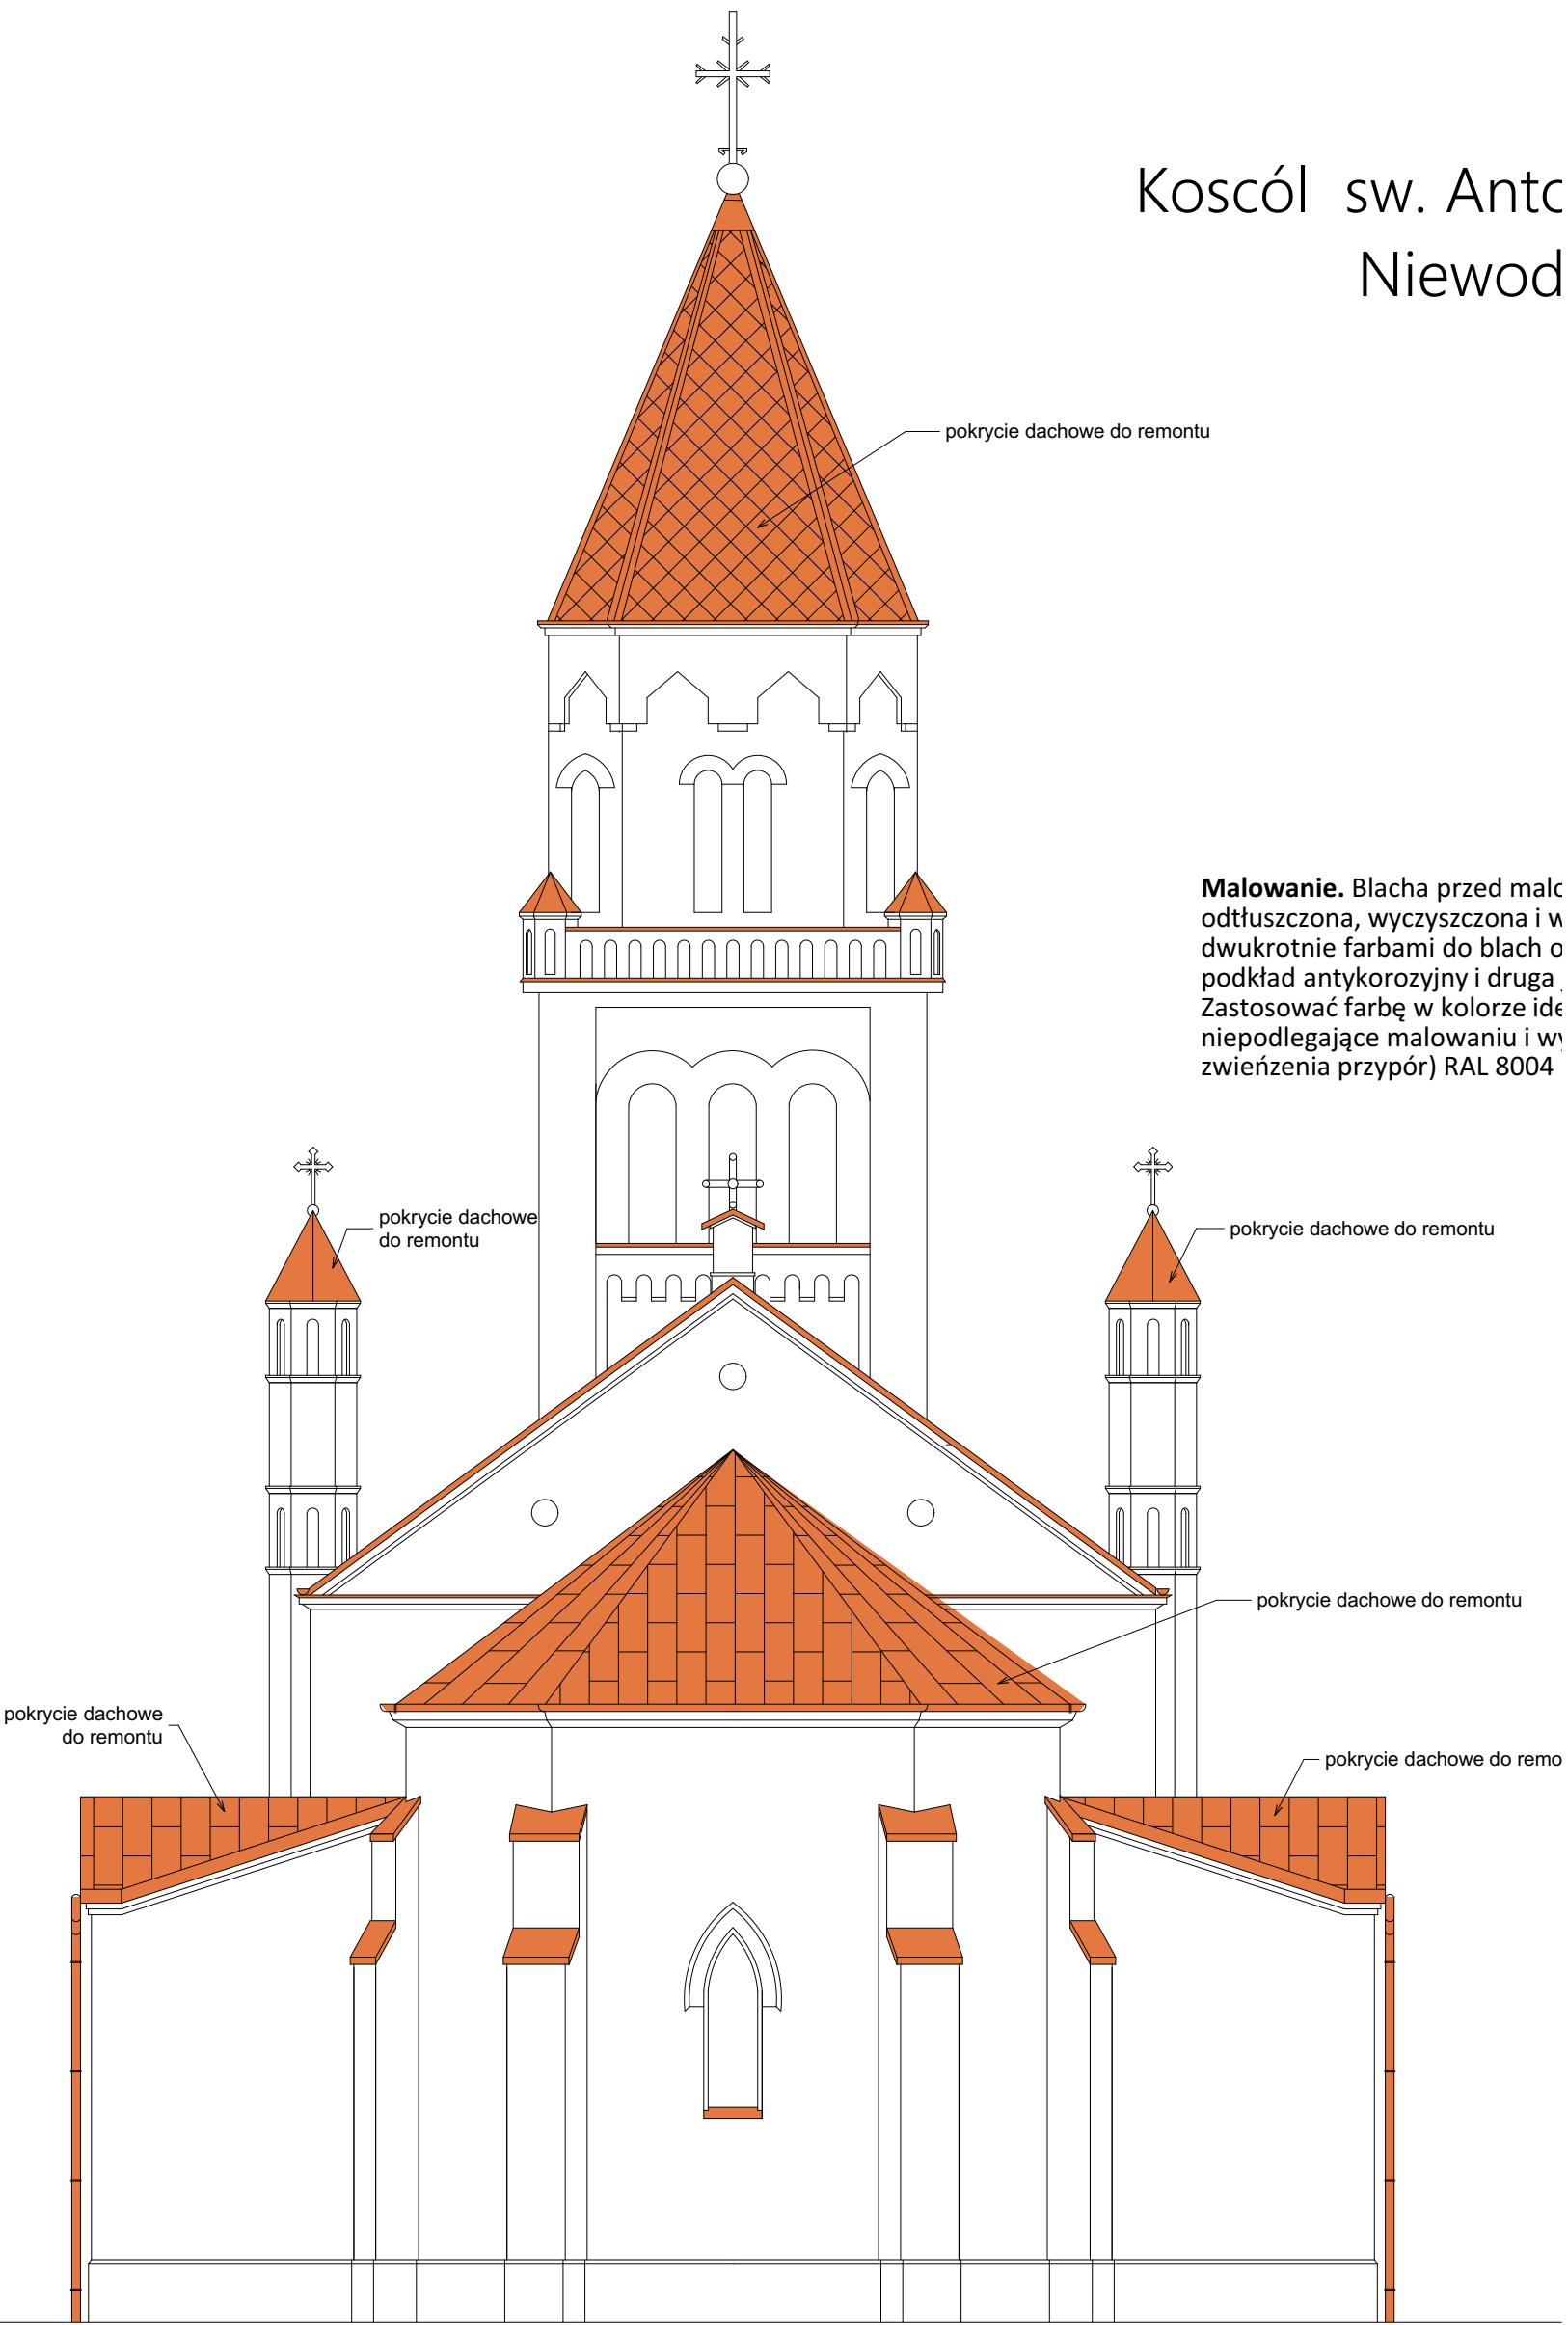 Koscól sw. Anto
Niewod
pokrycie dachowe do remontu
Malowanie. Blacha przed malo
odtłuszczona, wyczyszczona i w
dwukrotnie farbami do blach o
podkład antykorozyjny i druga
Zastosować farbę w kolorze ide
niepodlegające malowaniu i wy
zwieńzenia przypór) RAL 8004
pokrycie dachowe
do remontu
pokrycie dachowe do remontu
pokrycie dachowe do remontu
pokrycie dachowe
do remontu
pokrycie dachowe do remo